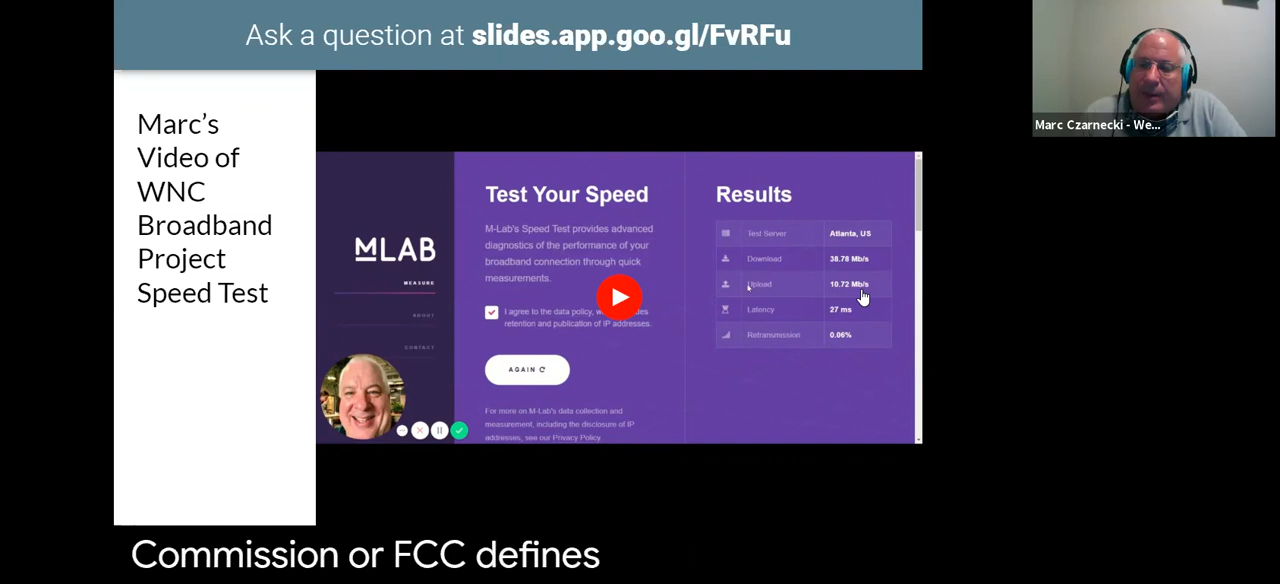 Ask a question at slides.app.goo.gl/FvRFu
Marc's
Video of
WNC
Broadband
Project
Speed Test
MLAB
MEASURE
ABOUT
CONTACT
Test Your Speed
M-Lab's Speed Test provides advanced
diagnostics of the performance of your
broadband connection through quick
measurements.
I agree to the data policy,
retention and publication of IP addresses.
AGAIN
For more on M-Lab's data collection and
measurement, including the disclosure of IP
addresses, see our Privacy Policy
Results
Test Server Atlanta, US
Download 38.78 Mb/s
Upload 10.72 Mb/s
Latency 27 ms
Retransmission 0.06%
Marc Czarnecki - We...
Commission or FCC defines